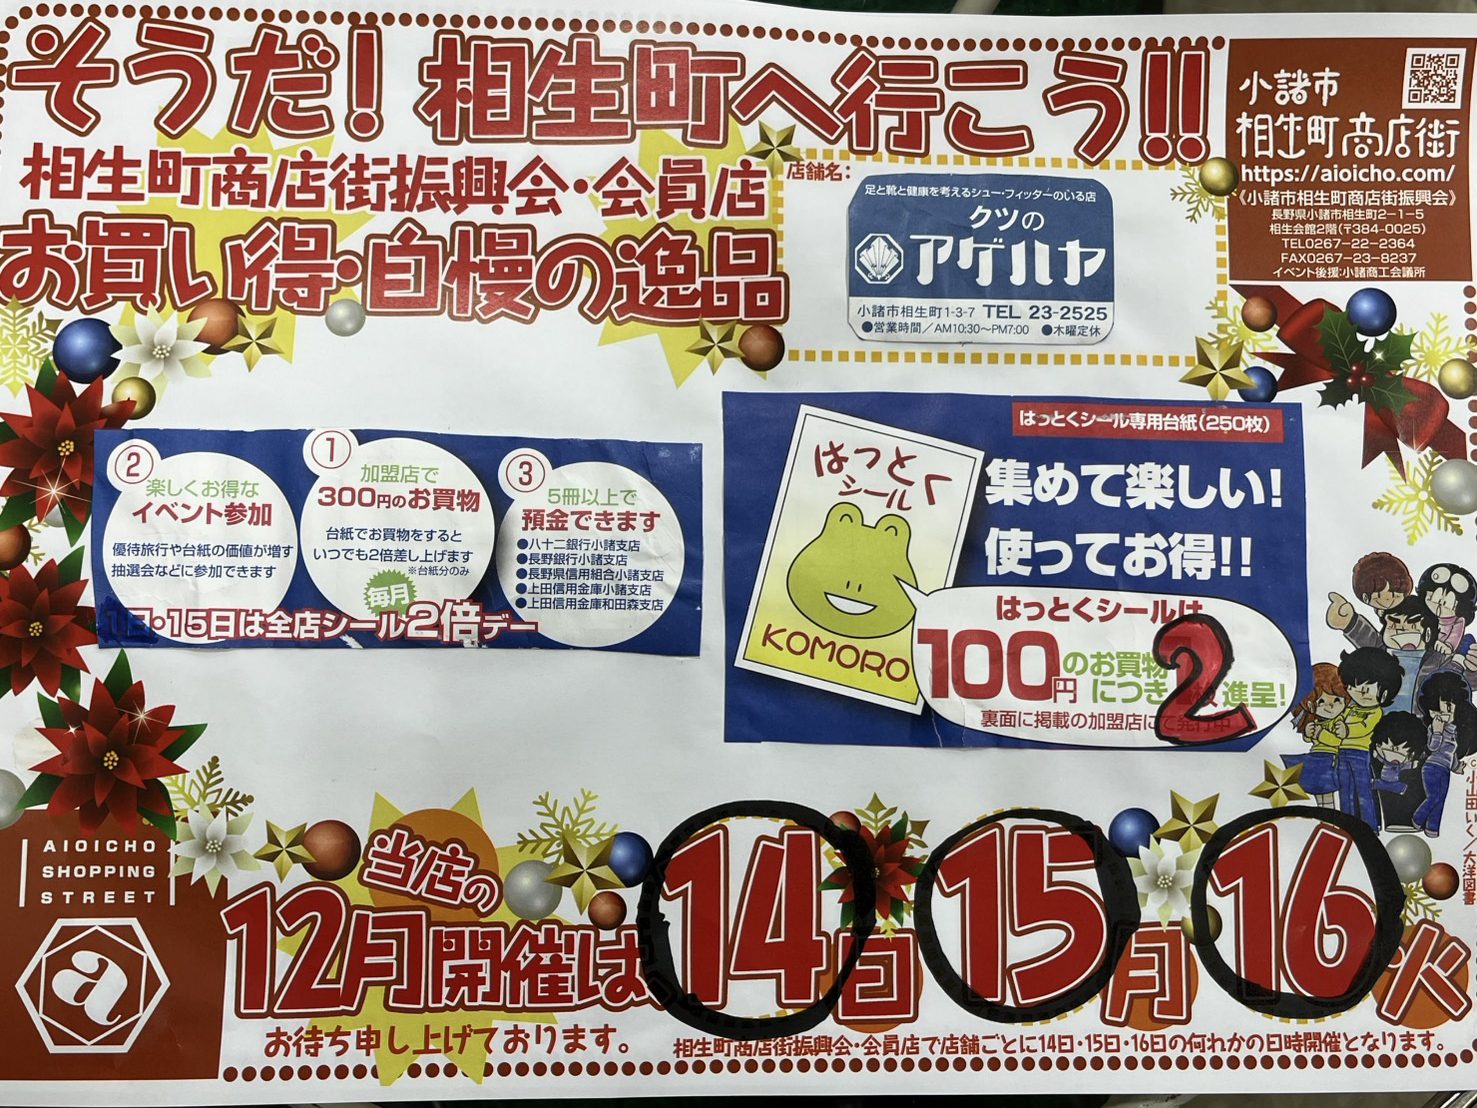 そうだ！相生町へ行こう!!
相生町商店街振興会・会員店
お買い得・自慢の逸品
店舗名：
足と靴と健康を考えるシュー・フィッターのいる店
クツの
アゲハヤ
小諸市相生町1-3-7 TEL 23-2525
●営業時間／AM10:30〜PM7:00 ●木曜定休
小諸市
相生町商店街
https://aioicho.com/
《小諸市相生町商店街振興会》
長野県小諸市相生町2-1-5
相生会館2階(〒384-0025)
TEL0267-22-2364
FAX0267-23-8237
イベント後援:小諸商工会議所
②
楽しくお得な
イベント参加
優待旅行や台紙の価値が増す
抽選会などに参加できます
①
加盟店で
300円のお買物
台紙でお買物をすると
いつでも2倍差し上げます
※台紙分のみ
③
5冊以上で
預金できます
●八十二銀行小諸支店
●長野銀行小諸支店
●長野県信用組合小諸支店
●上田信用金庫小諸支店
●上田信用金庫和田森支店
毎月
1日・15日は全店シール2倍デー
はっとくシール専用台紙(250枚)
はっとく
シール
KOMORO
集めて楽しい!
使ってお得!!
はっとくシールは
100円のお買物につき2枚進呈!
裏面に掲載の加盟店にて発行中
©小山田いく／大洋図書
AIOICHO
SHOPPING
STREET
a
当店の
12月開催は、14日15月16火
お待ち申し上げております。
相生町商店街振興会・会員店で店舗ごとに14日・15日・16日の何れかの日時開催となります。